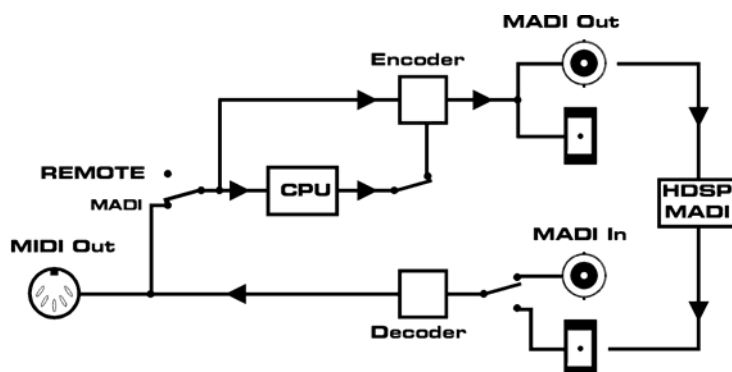 MADI Out
Encoder
REMOTE
MADI
CPU
HDSP
MADI
MIDI Out
MADI In
Decoder